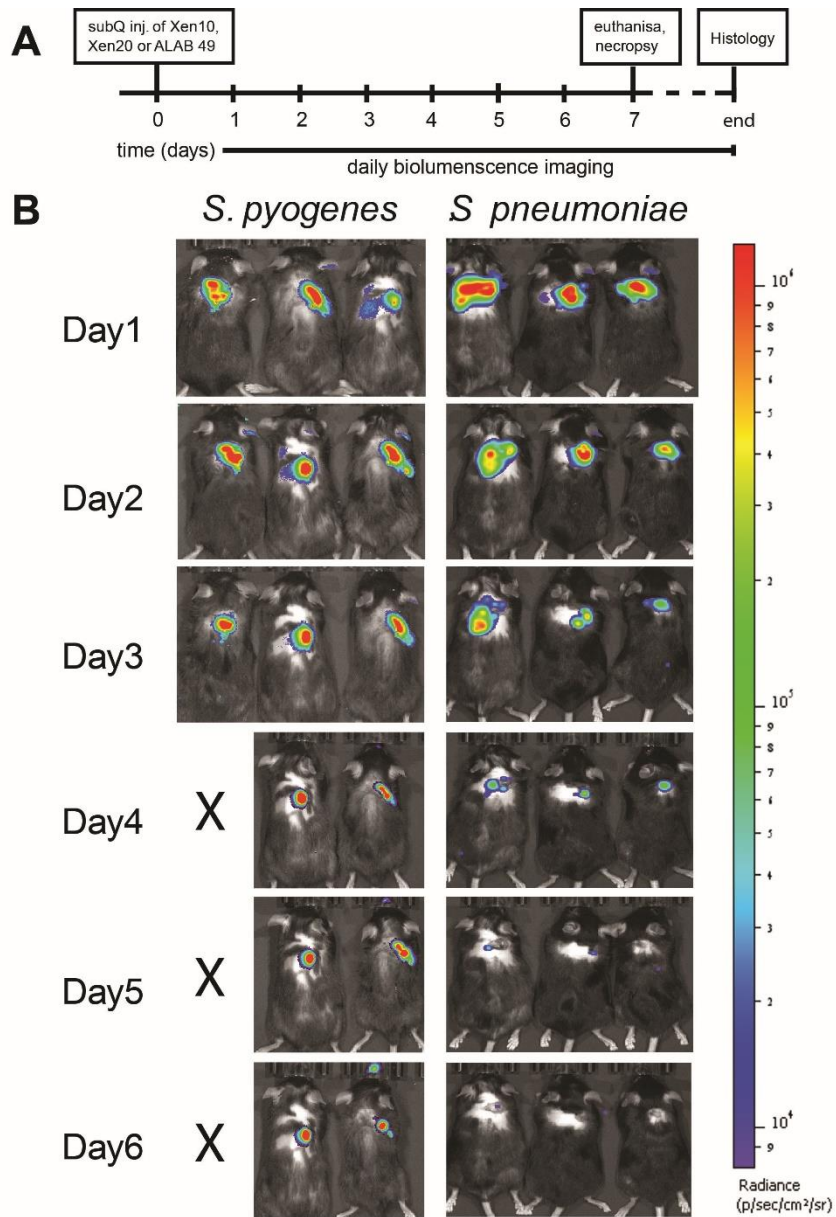 A
subQ inj. of Xen10,
Xen20 or ALAB 49
euthanisa,
necropsy
Histology
0 1 2 3 4 5 6 7 end
time (days)
daily biolumenscence imaging
B
S. pyogenes S pneumoniae
Day1
Day2
Day3
Day4 X
Day5 X
Day6 X
10⁶
9
8
7
6
5
4
3
2
10⁵
9
8
7
6
5
4
3
2
10⁴
9
Radiance
(p/sec/cm²/sr)